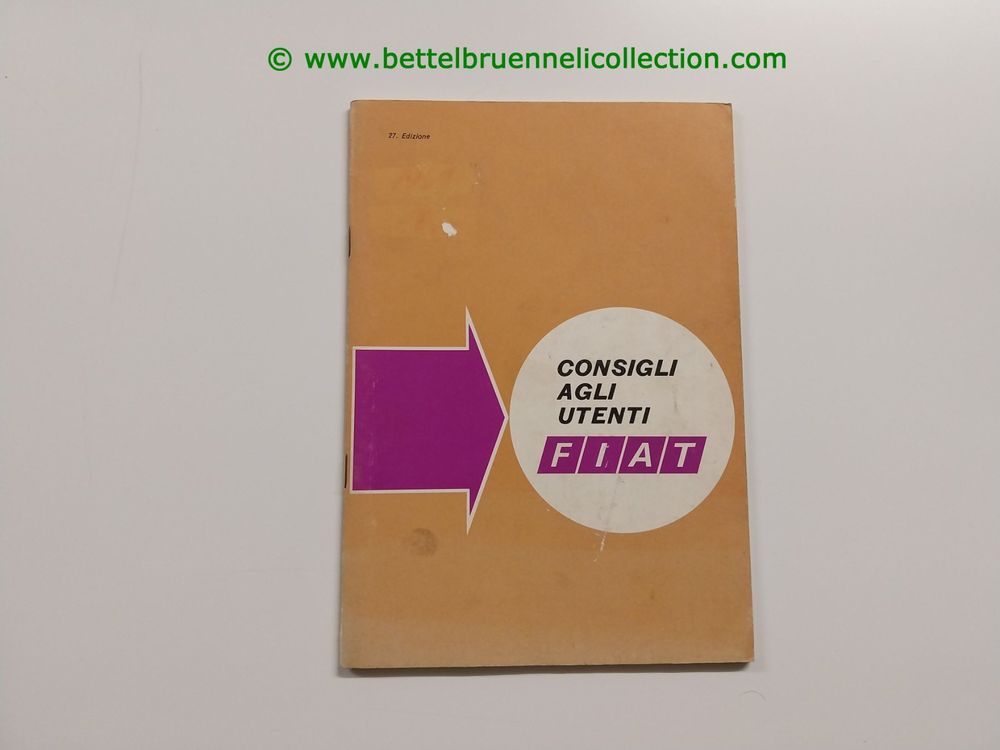 © www.bettelbruennelicollection.com
27. Edizione
CONSIGLI
AGLI
UTENTI
FIAT